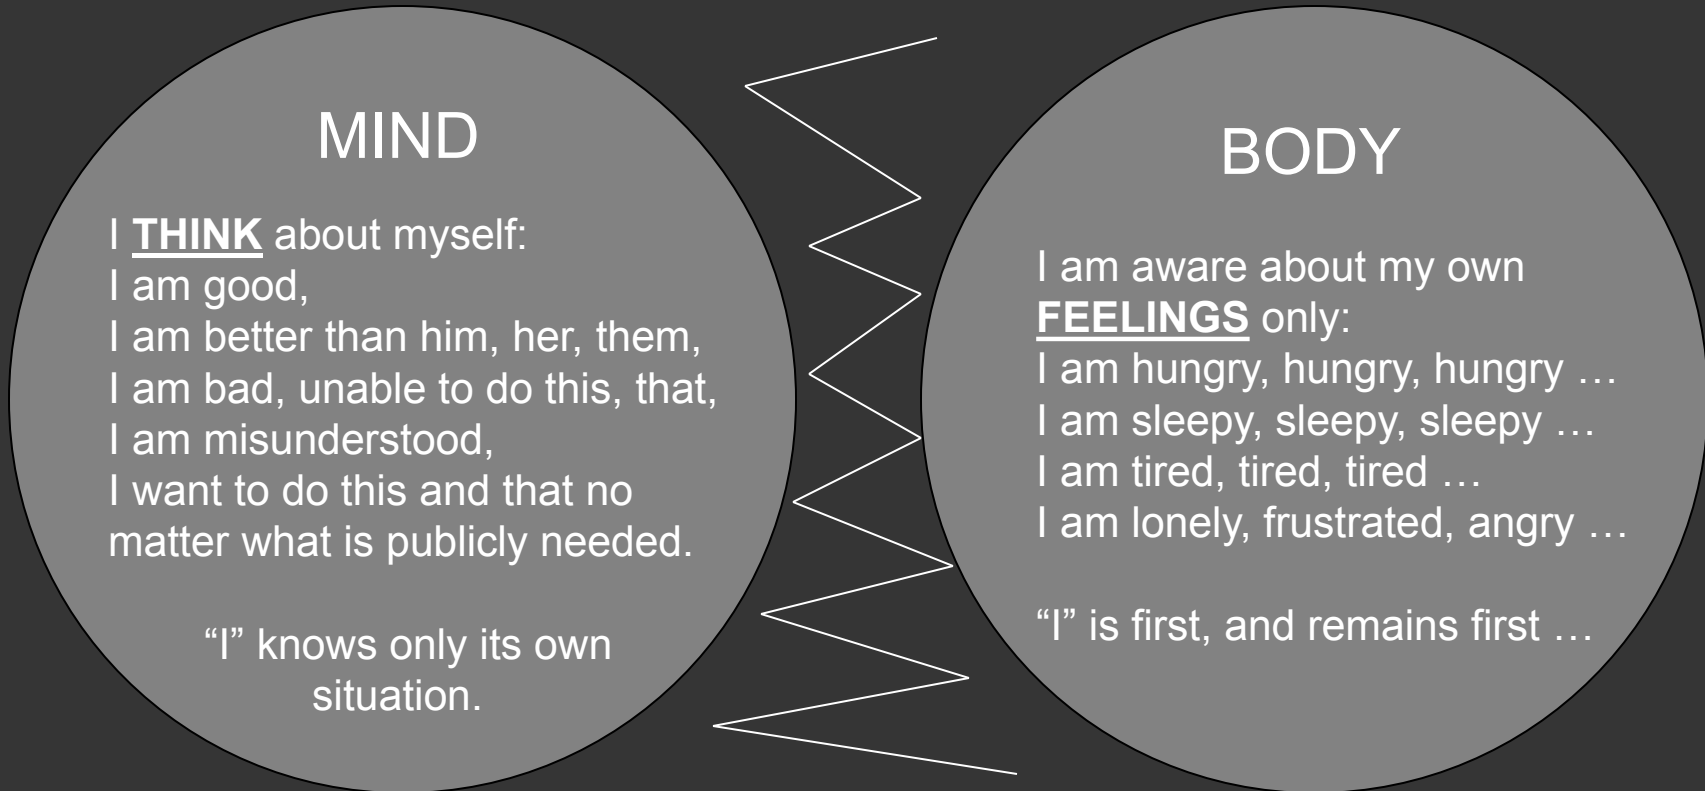 MIND
I THINK about myself:
I am good,
I am better than him, her, them,
I am bad, unable to do this, that,
I am misunderstood,
I want to do this and that no
matter what is publicly needed.
“I” knows only its own
situation.
BODY
I am aware about my own
FEELINGS only:
I am hungry, hungry, hungry …
I am sleepy, sleepy, sleepy …
I am tired, tired, tired …
I am lonely, frustrated, angry …
“I” is first, and remains first …